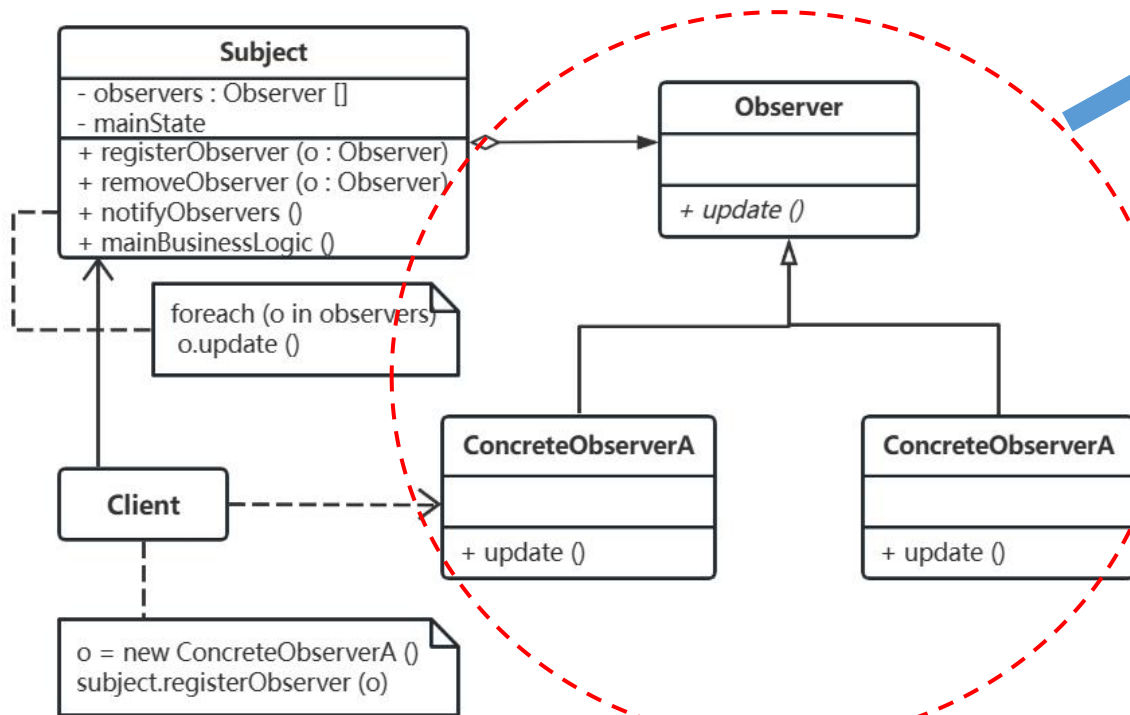 Subject
- observers : Observer []
- mainState
+ registerObserver (o : Observer)
+ removeObserver (o : Observer)
+ notifyObservers ()
+ mainBusinessLogic ()
Observer
+ update ()
foreach (o in observers)
o.update ()
ConcreteObserverA
+ update ()
ConcreteObserverA
+ update ()
Client
o = new ConcreteObserverA ()
subject.registerObserver (o)